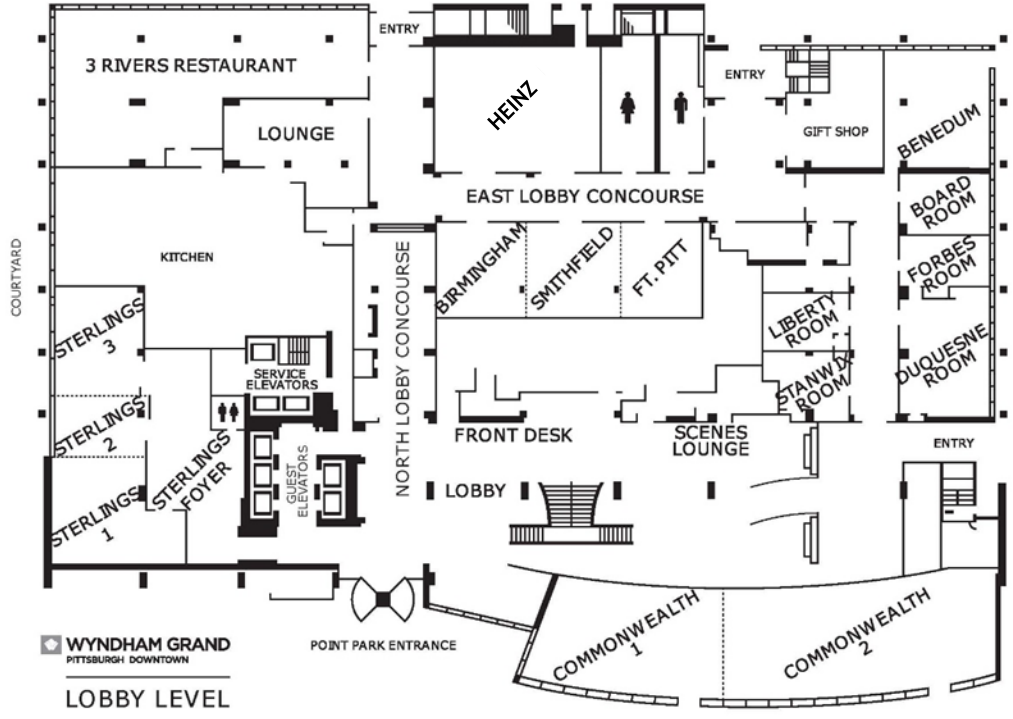 ENTRY
3 RIVERS RESTAURANT
HEINZ
ENTRY
LOUNGE
GIFT SHOP
BENEDUM
EAST LOBBY CONCOURSE
BOARD
ROOM
COURTYARD
KITCHEN
NORTH LOBBY CONCOURSE
BIRMINGHAM
SMITHFIELD
FT. PITT
FORBES
ROOM
STERLINGS
3
LIBERTY
ROOM
DUQUESNE
ROOM
SERVICE
ELEVATORS
STANWIX
ROOM
STERLINGS
2
STERLINGS
FOYER
GUEST
ELEVATORS
FRONT DESK
SCENES
LOUNGE
ENTRY
LOBBY
STERLINGS
1
COMMONWEALTH
1
COMMONWEALTH
2
POINT PARK ENTRANCE
WYNDHAM GRAND
PITTSBURGH DOWNTOWN
LOBBY LEVEL